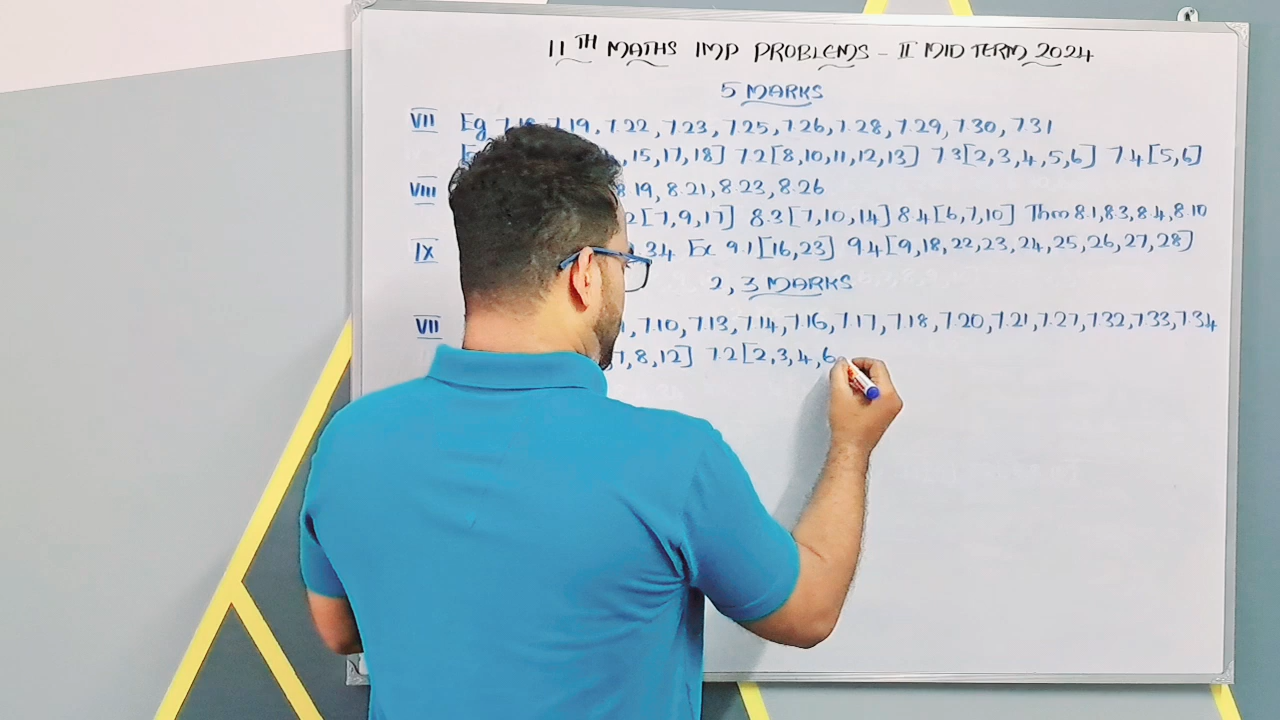 11TH MATHS IMP PROBLEMS - II MID TERM 2024
5 MARKS
VII Eg 7.19, 7.22, 7.23, 7.25, 7.26, 7.28, 7.29, 7.30, 7.31
, 15, 17, 18] 7.2[8, 10, 11, 12, 13] 7.3[2, 3, 4, 5, 6] 7.4[5, 6]
VIII 8.19, 8.21, 8.23, 8.26
2[7, 9, 17] 8.3[7, 10, 14] 8.4[6, 7, 10] Thm 8.1, 8.3, 8.4, 8.10
IX .34 Ex 9.1[16, 23] 9.4[9, 18, 22, 23, 24, 25, 26, 27, 28]
2, 3 MARKS
VII , 7.10, 7.13, 7.14, 7.16, 7.17, 7.18, 7.20, 7.21, 7.27, 7.32, 7.33, 7.34
7, 8, 12] 7.2[2, 3, 4, 6